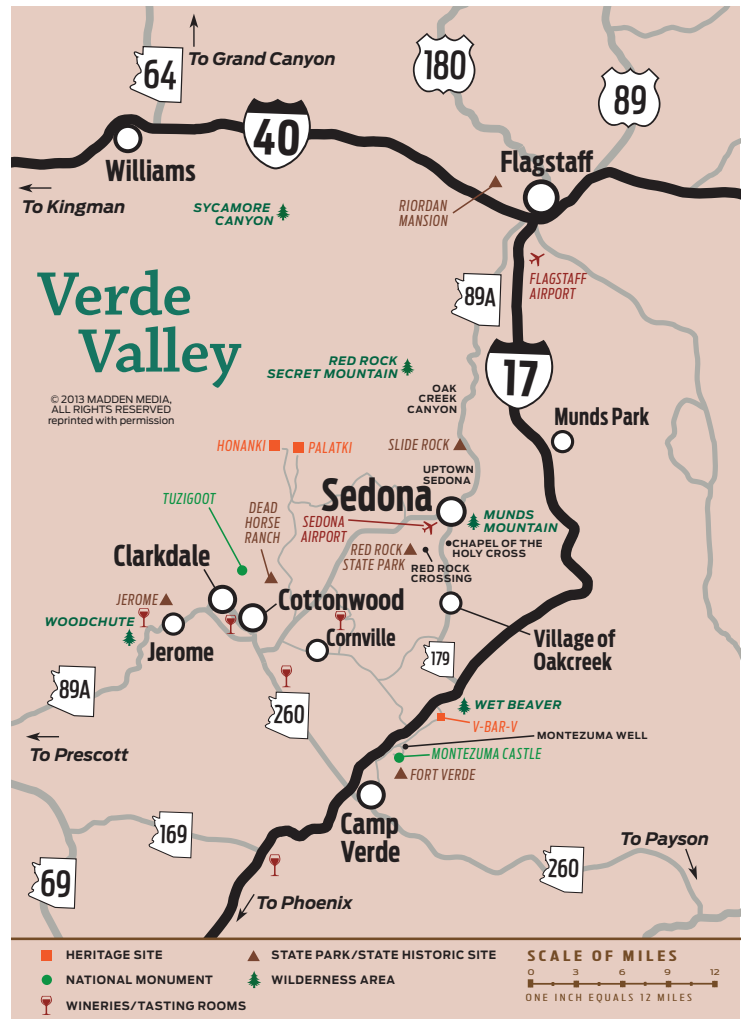 To Grand Canyon
64
180
89
40
Williams
Flagstaff
To Kingman
SYCAMORE
CANYON
RIORDAN
MANSION
FLAGSTAFF
AIRPORT
89A
Verde
Valley
© 2013 MADDEN MEDIA,
ALL RIGHTS RESERVED
reprinted with permission
RED ROCK
SECRET MOUNTAIN
17
OAK
CREEK
CANYON
Munds Park
HONANKI
PALATKI
SLIDE ROCK
UPTOWN
SEDONA
Sedona
TUZIGOOT
DEAD
HORSE
RANCH
SEDONA
AIRPORT
MUNDS
MOUNTAIN
CHAPEL OF THE
HOLY CROSS
RED ROCK
STATE PARK
RED ROCK
CROSSING
Clarkdale
JEROME
Cottonwood
WOODCHUTE
Jerome
Cornville
Village of
Oakcreek
179
89A
260
WET BEAVER
V-BAR-V
MONTEZUMA WELL
To Prescott
MONTEZUMA CASTLE
FORT VERDE
Camp
Verde
169
69
To Payson
260
To Phoenix
HERITAGE SITE
NATIONAL MONUMENT
WINERIES/TASTING ROOMS
STATE PARK/STATE HISTORIC SITE
WILDERNESS AREA
SCALE OF MILES
0 3 6 9 12
ONE INCH EQUALS 12 MILES